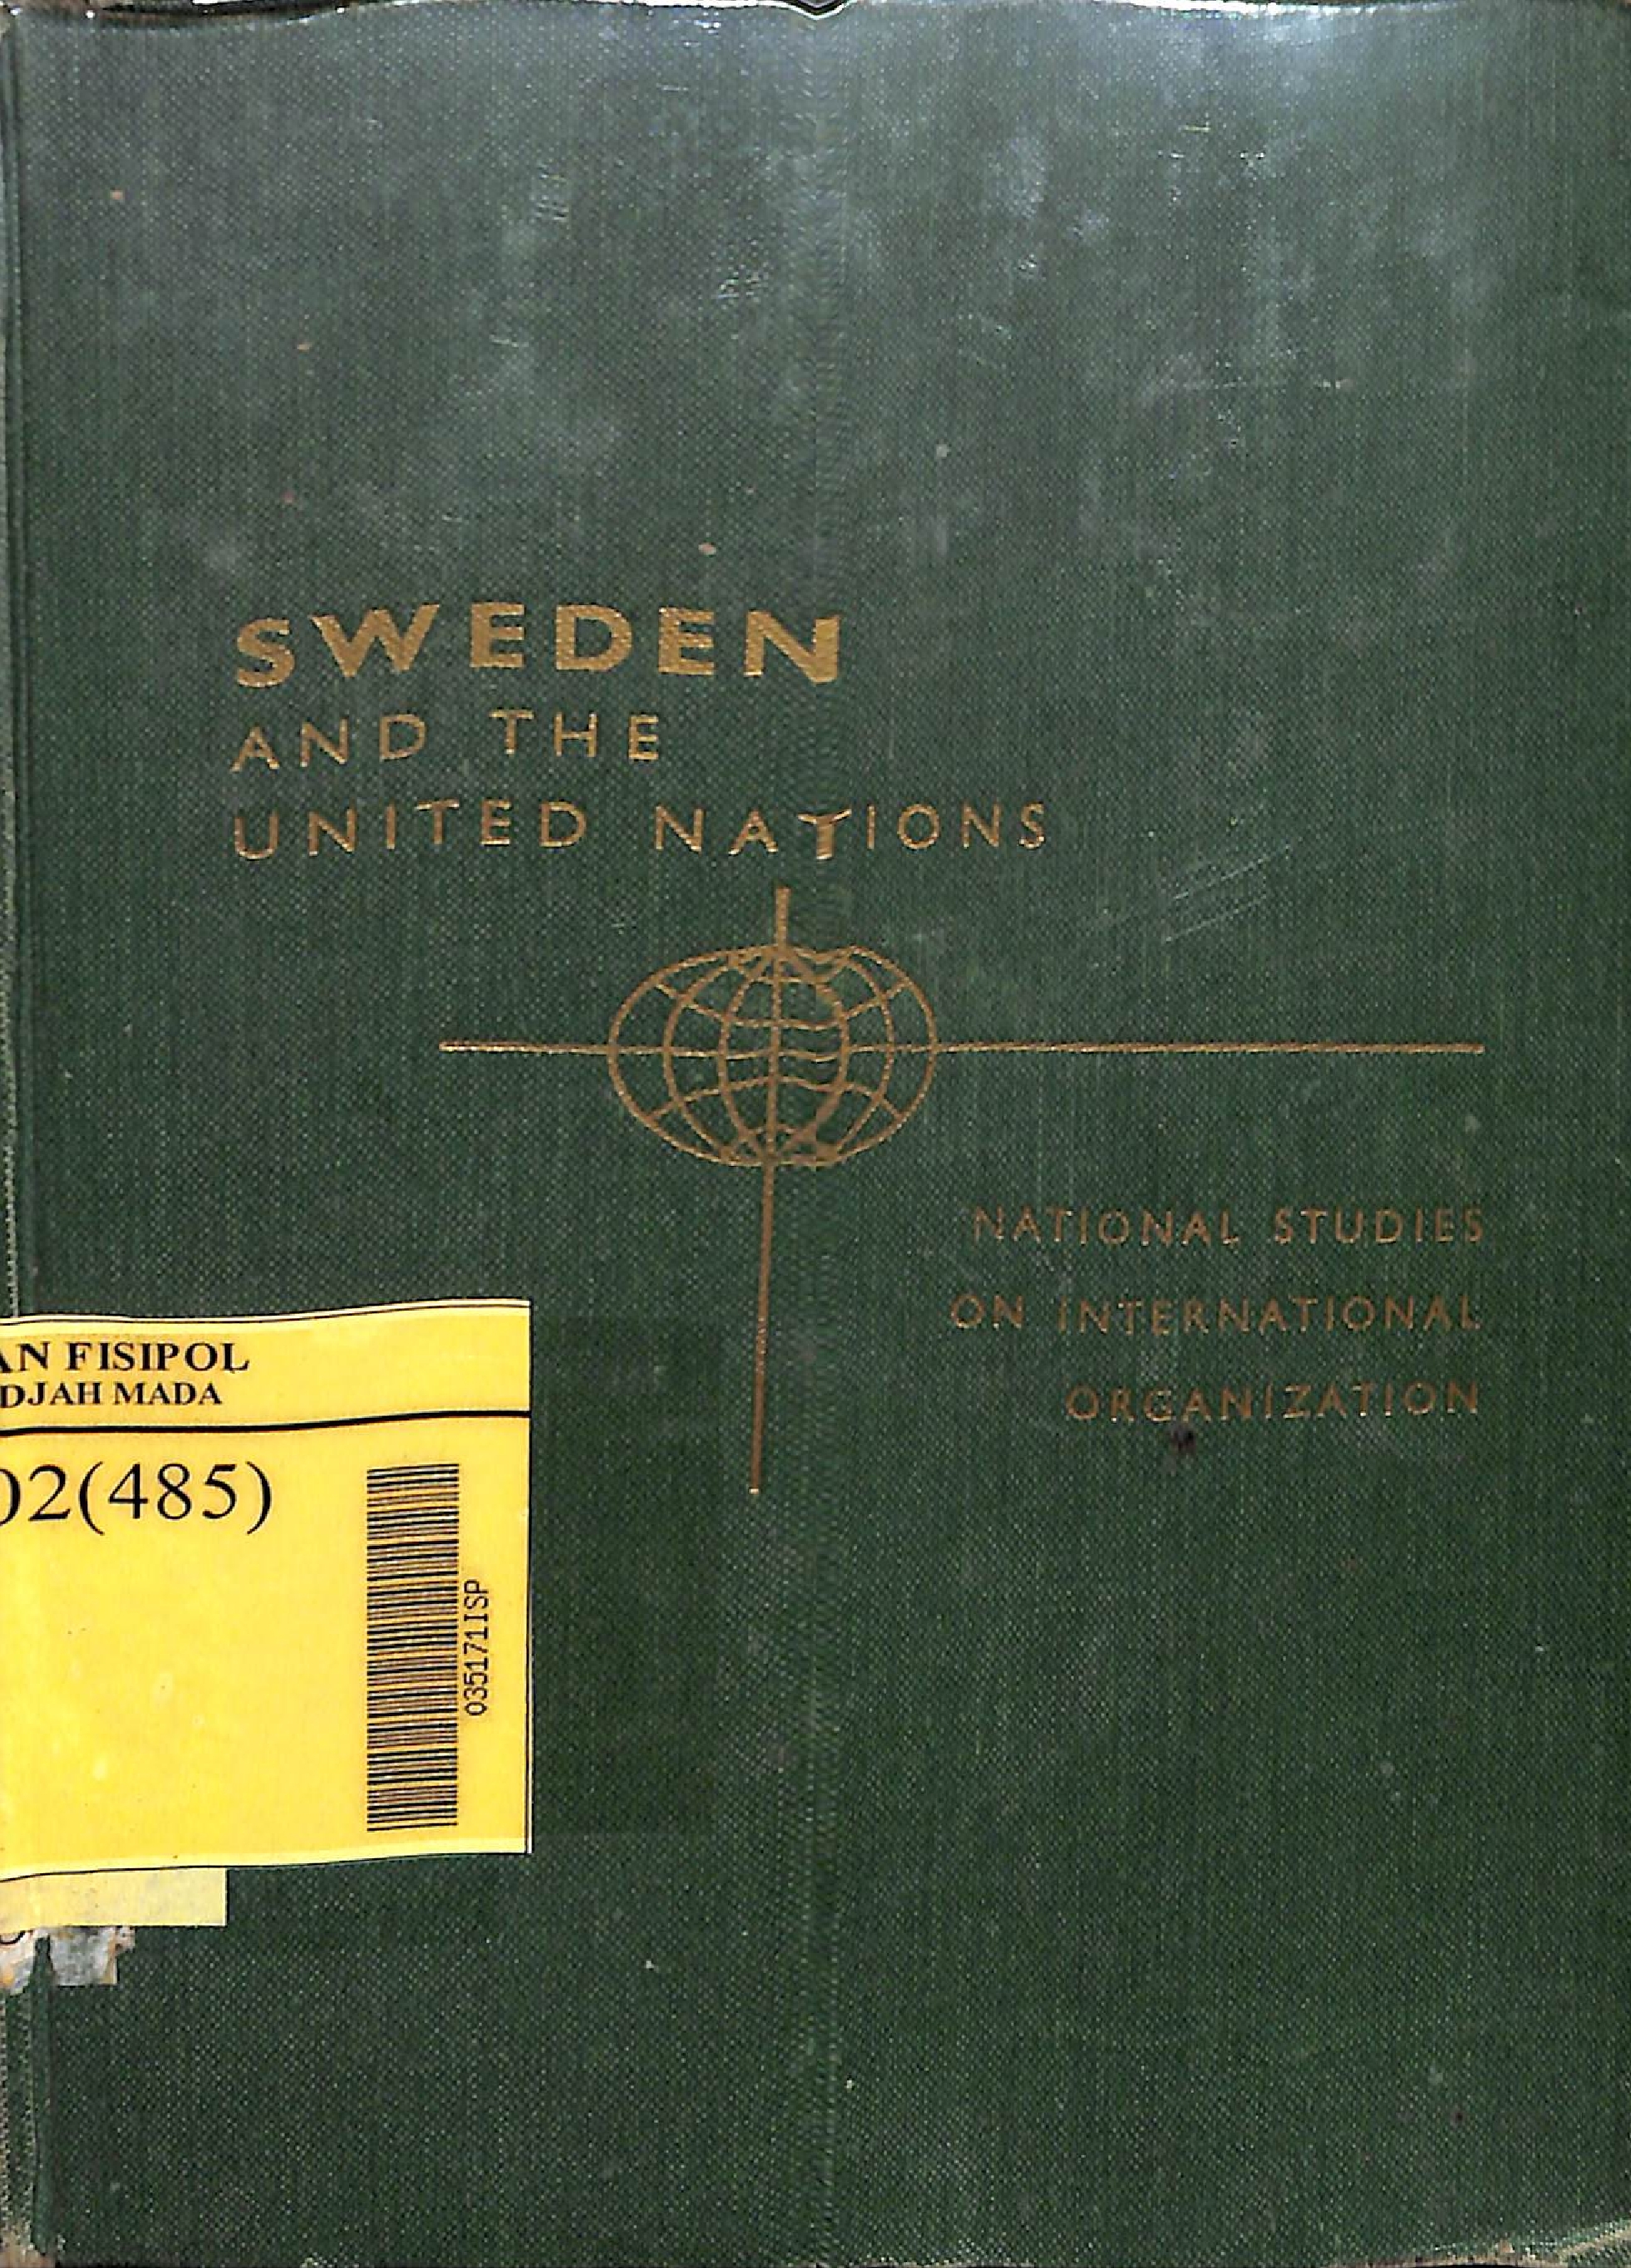 SWEDEN
AND THE
UNITED NATIONS
NATIONAL STUDIES
ON INTERNATIONAL
ORGANIZATION
AN FISIPOL
DJAH MADA
02(485)
035171ISP